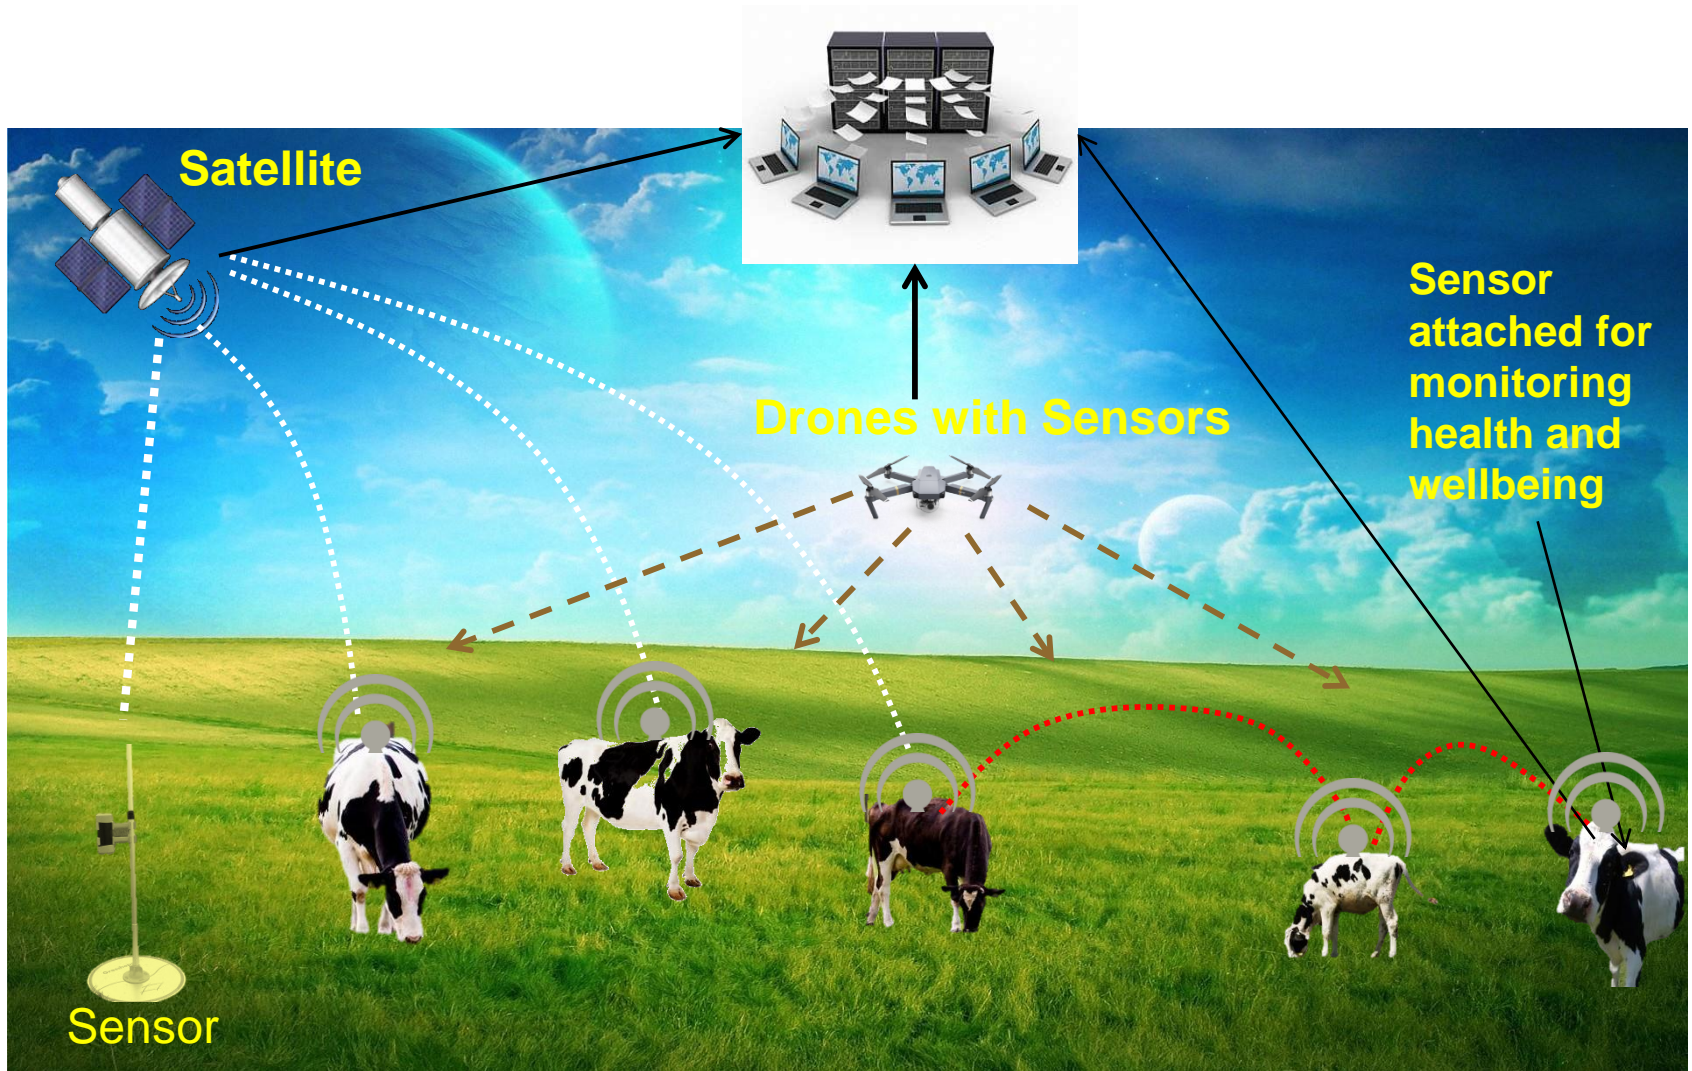 Satellite
Sensor
attached for
monitoring
health and
wellbeing
Drones with Sensors
Sensor